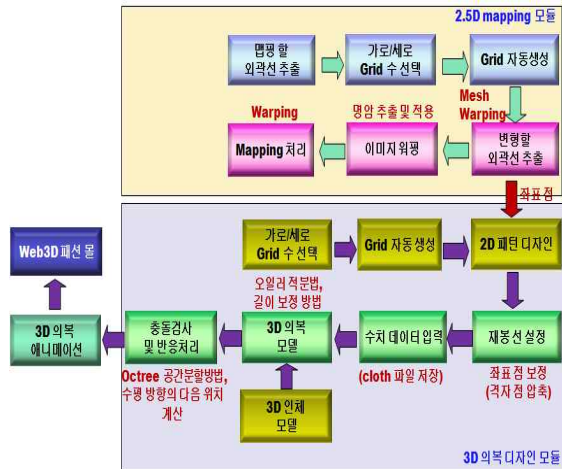 2.5D mapping 모듈
맵핑 할
외곽선 추출
가로/세로
Grid 수 선택
Grid 자동생성
Mesh
Warping
Warping
명암 추출 및 적용
Mapping 처리
이미지 워핑
변형할
외곽선 추출
좌표 점
가로/세로
Grid 수 선택
Grid 자동생성
2D 패턴 디자인
Web3D 패션 몰
오일러 적분법,
길이 보정 방법
3D 의복
애니메이션
충돌검사
및 반응처리
3D 의복
모델
수치 데이터 입력
재봉선 설정
Octree 공간분할방법,
수평 방향의 다음 위치
계산
(cloth 파일 저장)
좌표 점 보정
(격자 점 압축)
3D 인체
모델
3D 의복 디자인 모듈